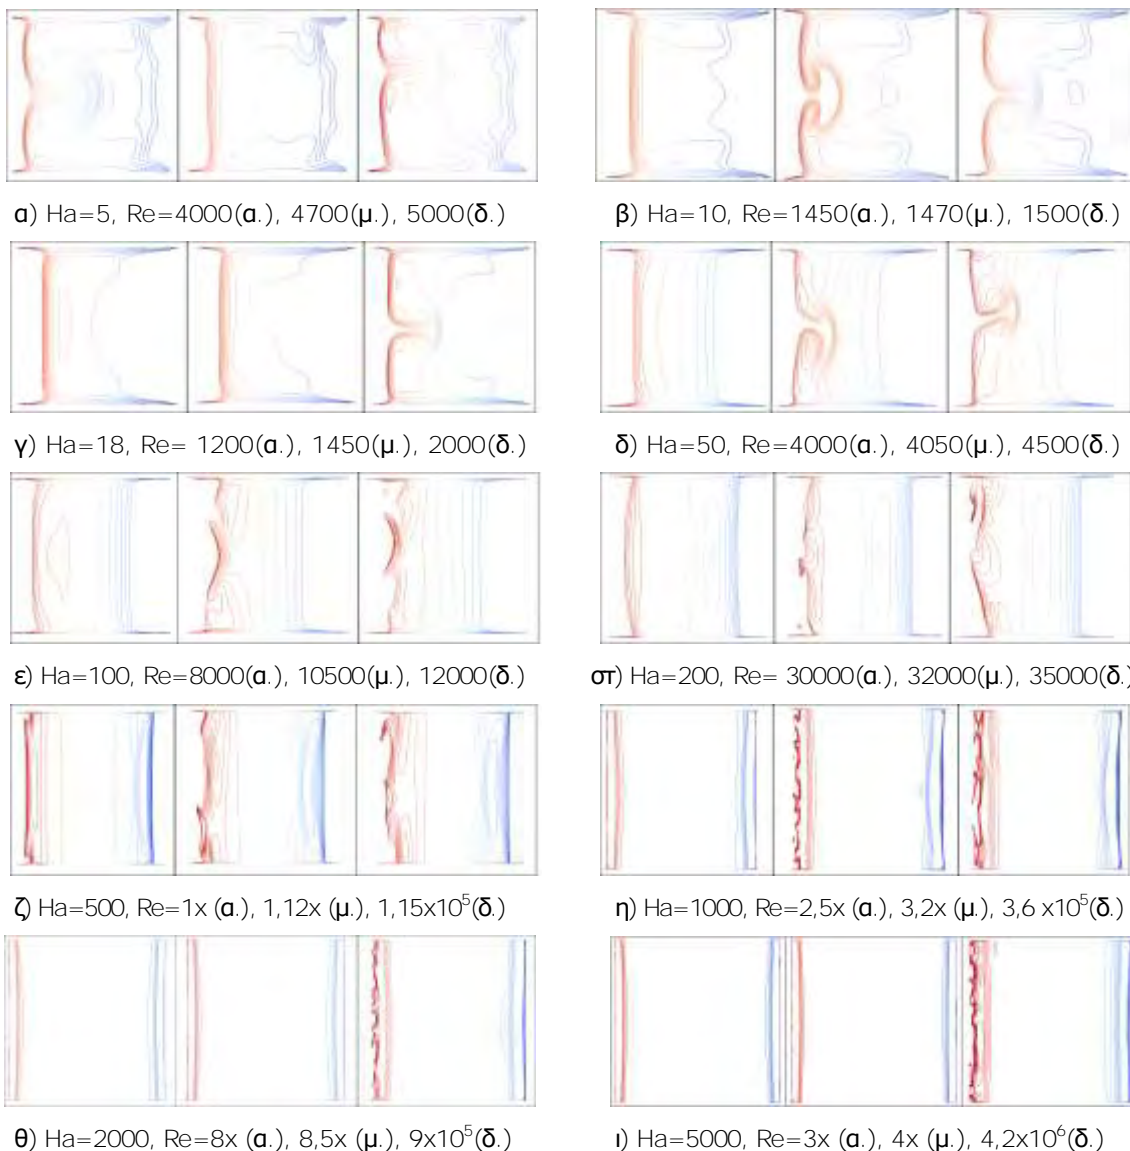 α) Ha=5, Re=4000(α.), 4700(μ.), 5000(δ.)
β) Ha=10, Re=1450(α.), 1470(μ.), 1500(δ.)
γ) Ha=18, Re= 1200(α.), 1450(μ.), 2000(δ.)
δ) Ha=50, Re=4000(α.), 4050(μ.), 4500(δ.)
ε) Ha=100, Re=8000(α.), 10500(μ.), 12000(δ.)
στ) Ha=200, Re= 30000(α.), 32000(μ.), 35000(δ.)
ζ) Ha=500, Re=1x (α.), 1,12x (μ.), 1,15x10⁵(δ.)
η) Ha=1000, Re=2,5x (α.), 3,2x (μ.), 3,6 x10⁵(δ.)
θ) Ha=2000, Re=8x (α.), 8,5x (μ.), 9x10⁵(δ.)
ι) Ha=5000, Re=3x (α.), 4x (μ.), 4,2x10⁶(δ.)